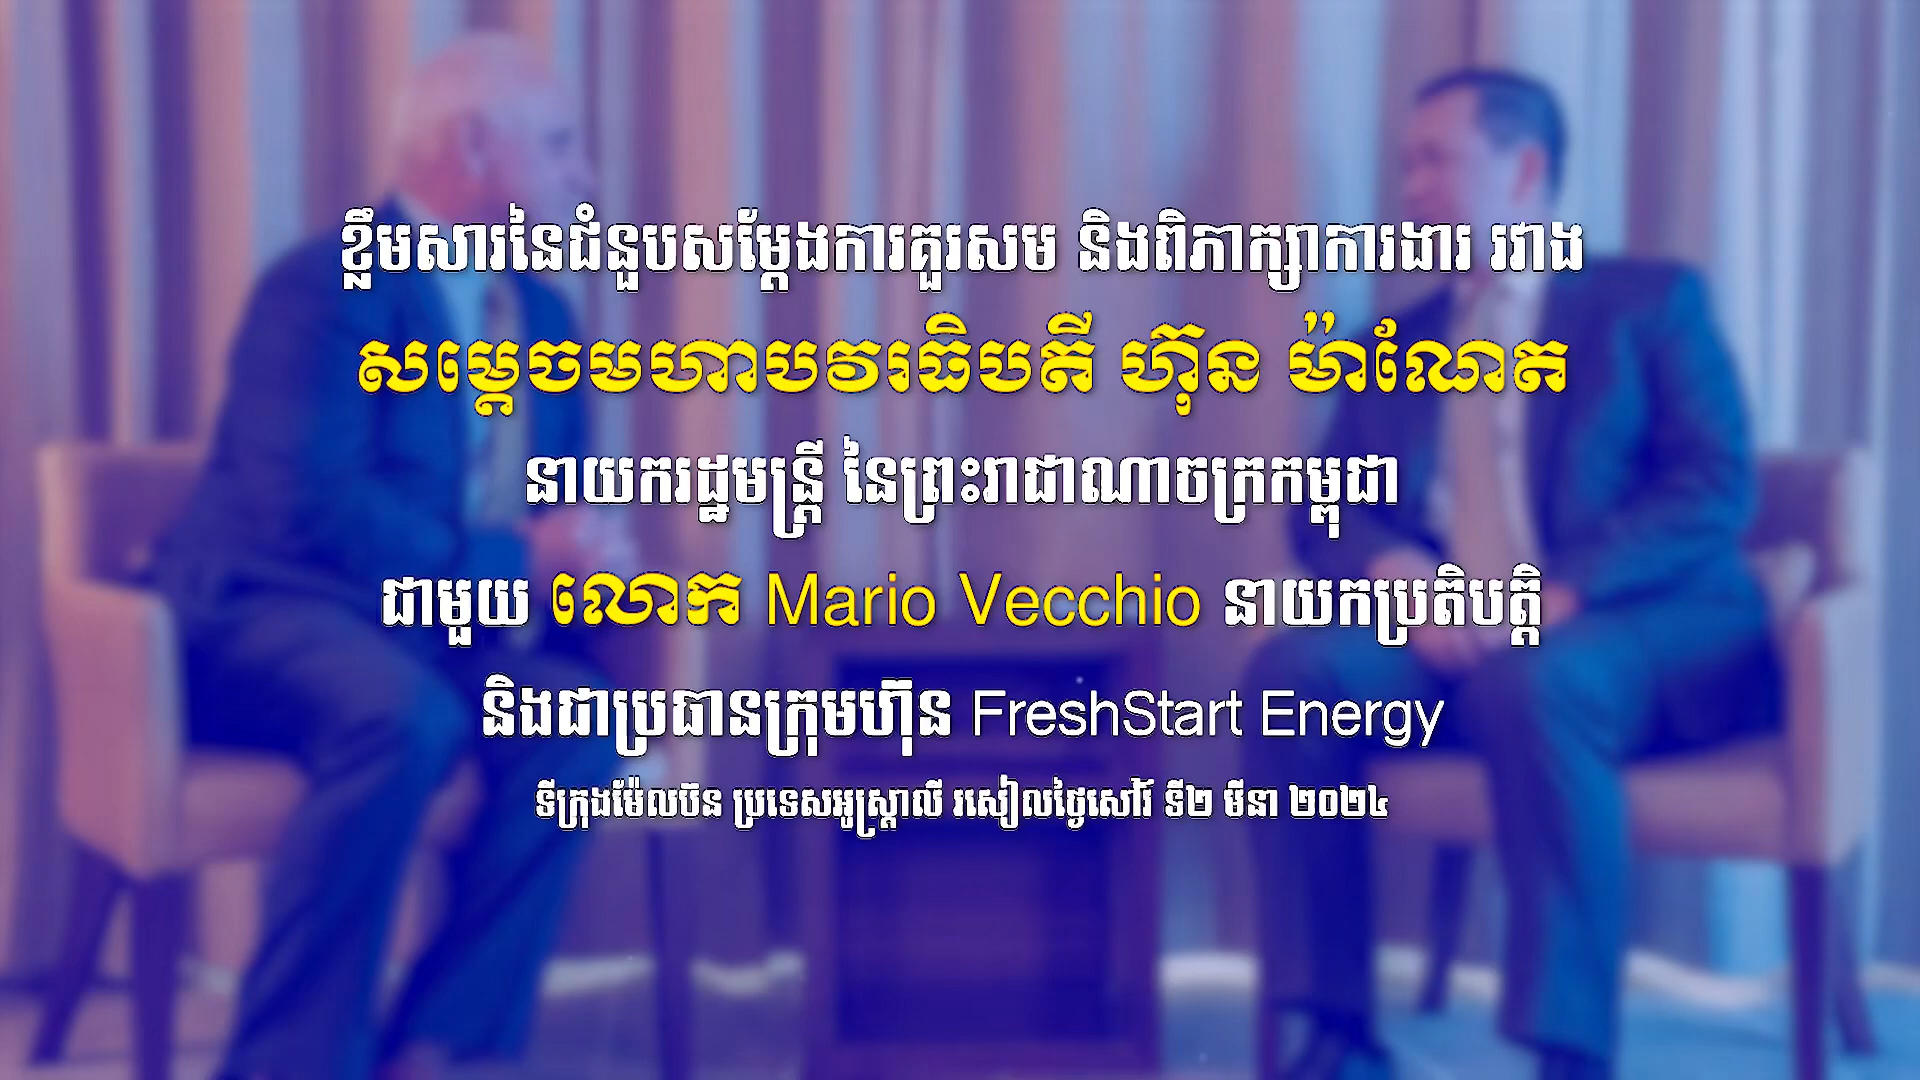 ខ្លឹមសារនៃជំនួបសម្តែងការគួរសម និងពិភាក្សាការងារ រវាង
សម្តេចមហាបវរធិបតី ហ៊ុន ម៉ាណែត
នាយករដ្ឋមន្ត្រី នៃព្រះរាជាណាចក្រកម្ពុជា
ជាមួយ លោក Mario Vecchio នាយកប្រតិបត្តិ
និងជាប្រធានក្រុមហ៊ុន FreshStart Energy
ទីក្រុងម៉ែលប៊ន ប្រទេសអូស្ត្រាលី រសៀលថ្ងៃសៅរ៍ ទី២ មីនា ២០២៤